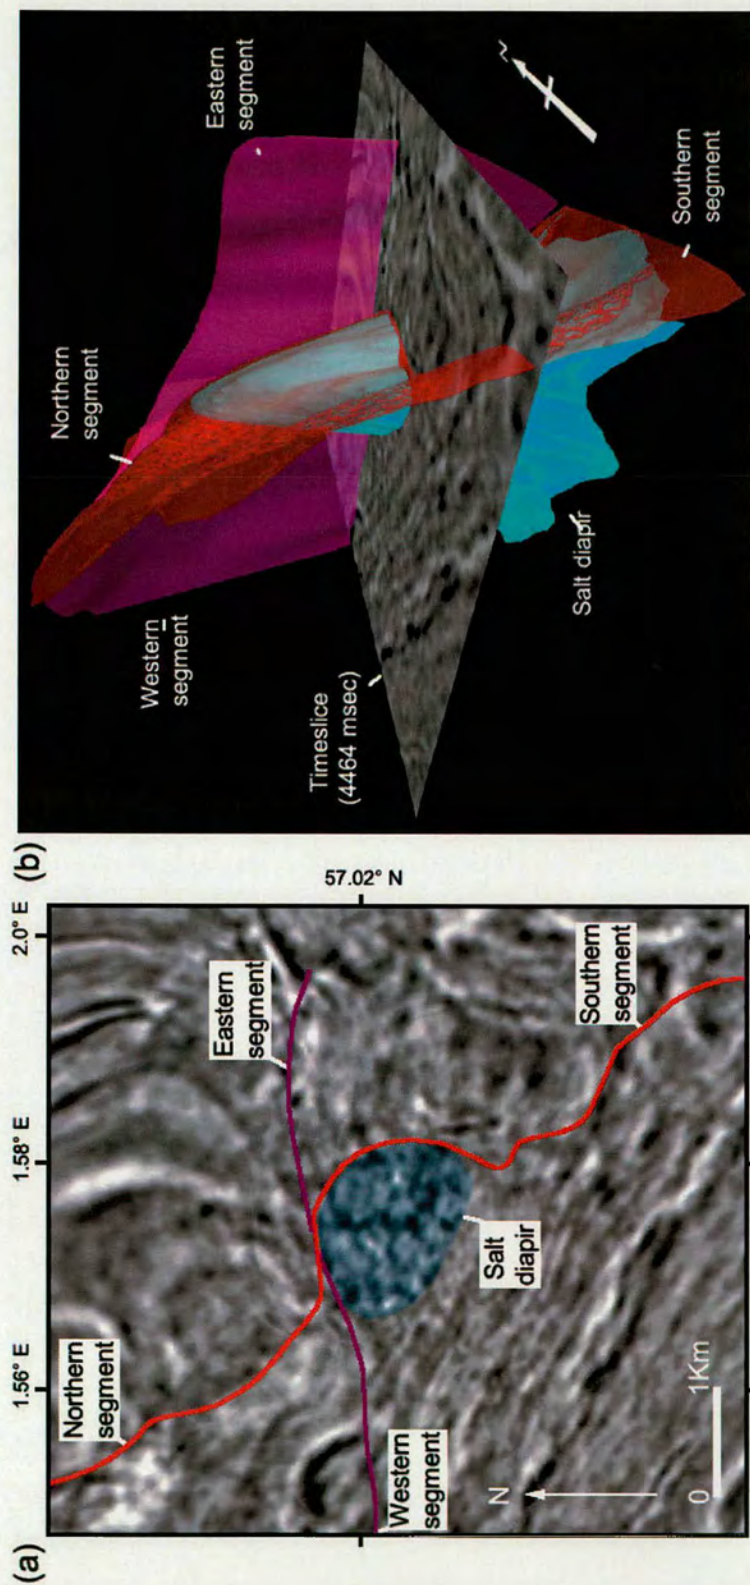 (a)
1.56° E
1.58° E
2.0° E
57.02° N
Northern
segment
Eastern
segment
Western
segment
Salt
diapir
Southern
segment
N
0
1Km
(b)
Northern
segment
Eastern
segment
Western
segment
Timeslice
(4464 msec)
Salt diapir
Southern
segment
N